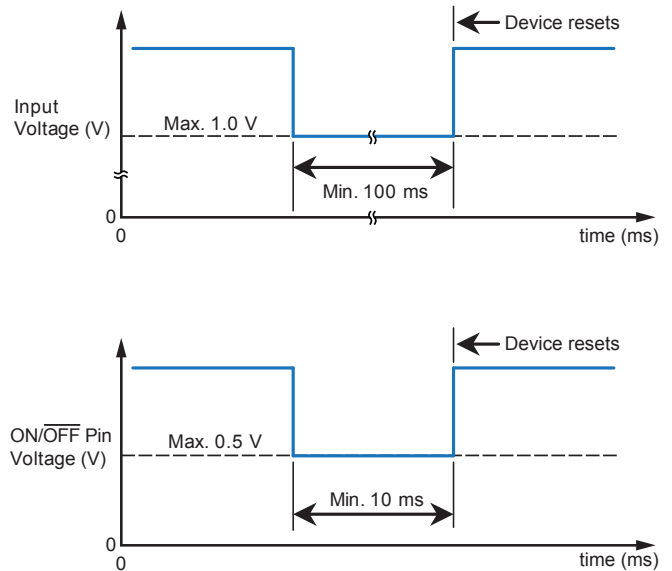 Device resets
Input
Voltage (V)
Max. 1.0 V
Min. 100 ms
0
0
time (ms)
Device resets
ON/OFF Pin
Voltage (V)
Max. 0.5 V
Min. 10 ms
0
0
time (ms)